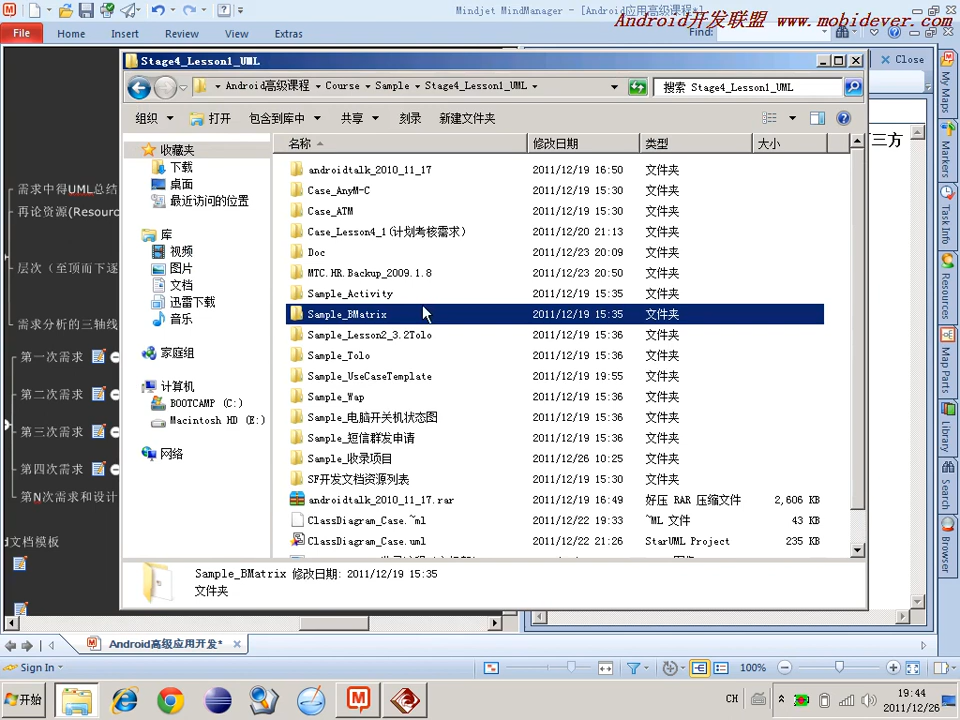 Mindjet MindManager - [Android应用高级课程*]
Android开发联盟 www.mobidever.com
File Home Insert Review View Extras Find:
Stage4_Lesson1_UML
Close
Android高级课程 Course Sample Stage4_Lesson1_UML
搜索 Stage4_Lesson1_UML
组织 打开 包含到库中 共享 刻录 新建文件夹
三方
收藏夹
下载
桌面
最近访问的位置
库
视频
图片
文档
迅雷下载
音乐
家庭组
计算机
BOOTCAMP (C:)
Macintosh HD (E:)
网络
名称 修改日期 类型 大小
androidtalk_2010_11_17 2011/12/19 16:50 文件夹
Case_AnyM-C 2011/12/19 15:30 文件夹
Case_ATM 2011/12/19 15:30 文件夹
Case_Lesson4_1(计划考核需求) 2011/12/20 21:13 文件夹
Doc 2011/12/23 20:09 文件夹
MTC.HR.Backup_2009.1.8 2011/12/23 20:50 文件夹
Sample_Activity 2011/12/19 15:35 文件夹
Sample_BMatrix 2011/12/19 15:35 文件夹
Sample_Lesson2_3.2Tolo 2011/12/19 15:36 文件夹
Sample_Tolo 2011/12/19 15:36 文件夹
Sample_UseCaseTemplate 2011/12/19 19:55 文件夹
Sample_Wap 2011/12/19 15:36 文件夹
Sample_电脑开关机状态图 2011/12/19 15:36 文件夹
Sample_短信群发申请 2011/12/19 15:36 文件夹
Sample_收录项目 2011/12/26 10:25 文件夹
SF开发文档资源列表 2011/12/19 15:30 文件夹
androidtalk_2010_11_17.rar 2011/12/19 16:49 好压 RAR 压缩文件 2,606 KB
ClassDiagram_Case.~ml 2011/12/22 19:33 ~ML 文件 43 KB
ClassDiagram_Case.uml 2011/12/22 21:26 StarUML Project 235 KB
Sample_BMatrix 修改日期: 2011/12/19 15:35
文件夹
需求中得UML总结
再论资源(Resourc
层次（至顶而下逐
需求分析的三轴线
第一次需求
第二次需求
第三次需求
第四次需求
第N次需求和设计
d文档模板
My Maps
Markers
Task Info
Resources
Map Parts
Library
Search
Browser
Android高级应用开发*
Sign In
100%
开始
CH
19:44
2011/12/26